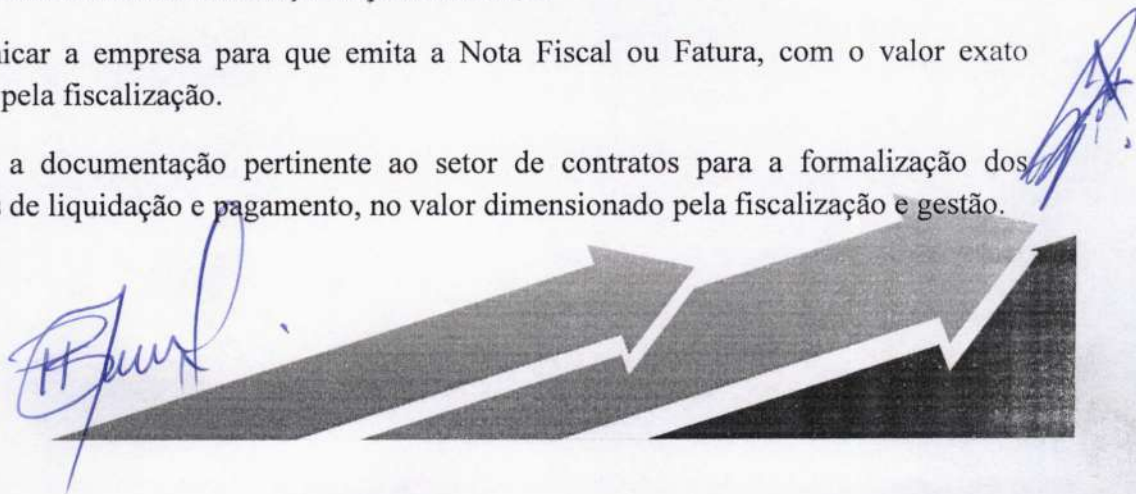 icar a empresa para que emita a Nota Fiscal ou Fatura, com o valor exato
pela fiscalização.
a documentação pertinente ao setor de contratos para a formalização dos
de liquidação e pagamento, no valor dimensionado pela fiscalização e gestão.